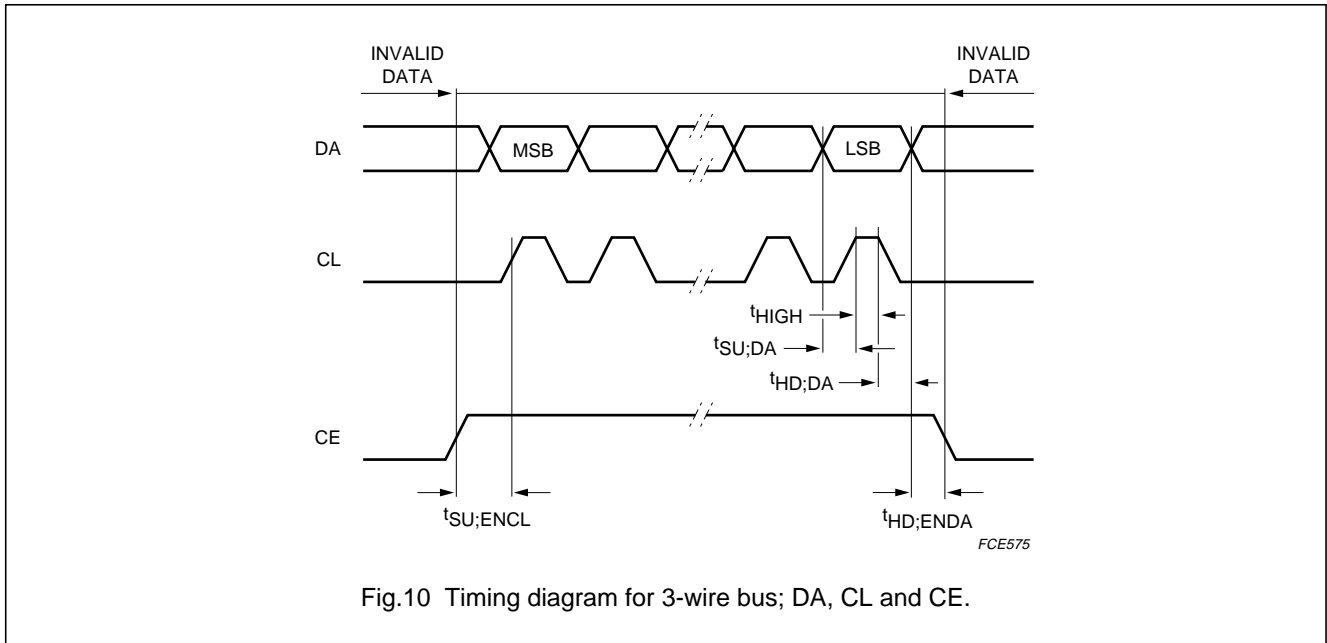 INVALID
DATA
INVALID
DATA
DA
MSB
LSB
CL
tHIGH
tSU;DA
tHD;DA
CE
tSU;ENCL
tHD;ENDA
FCE575
Fig.10 Timing diagram for 3-wire bus; DA, CL and CE.